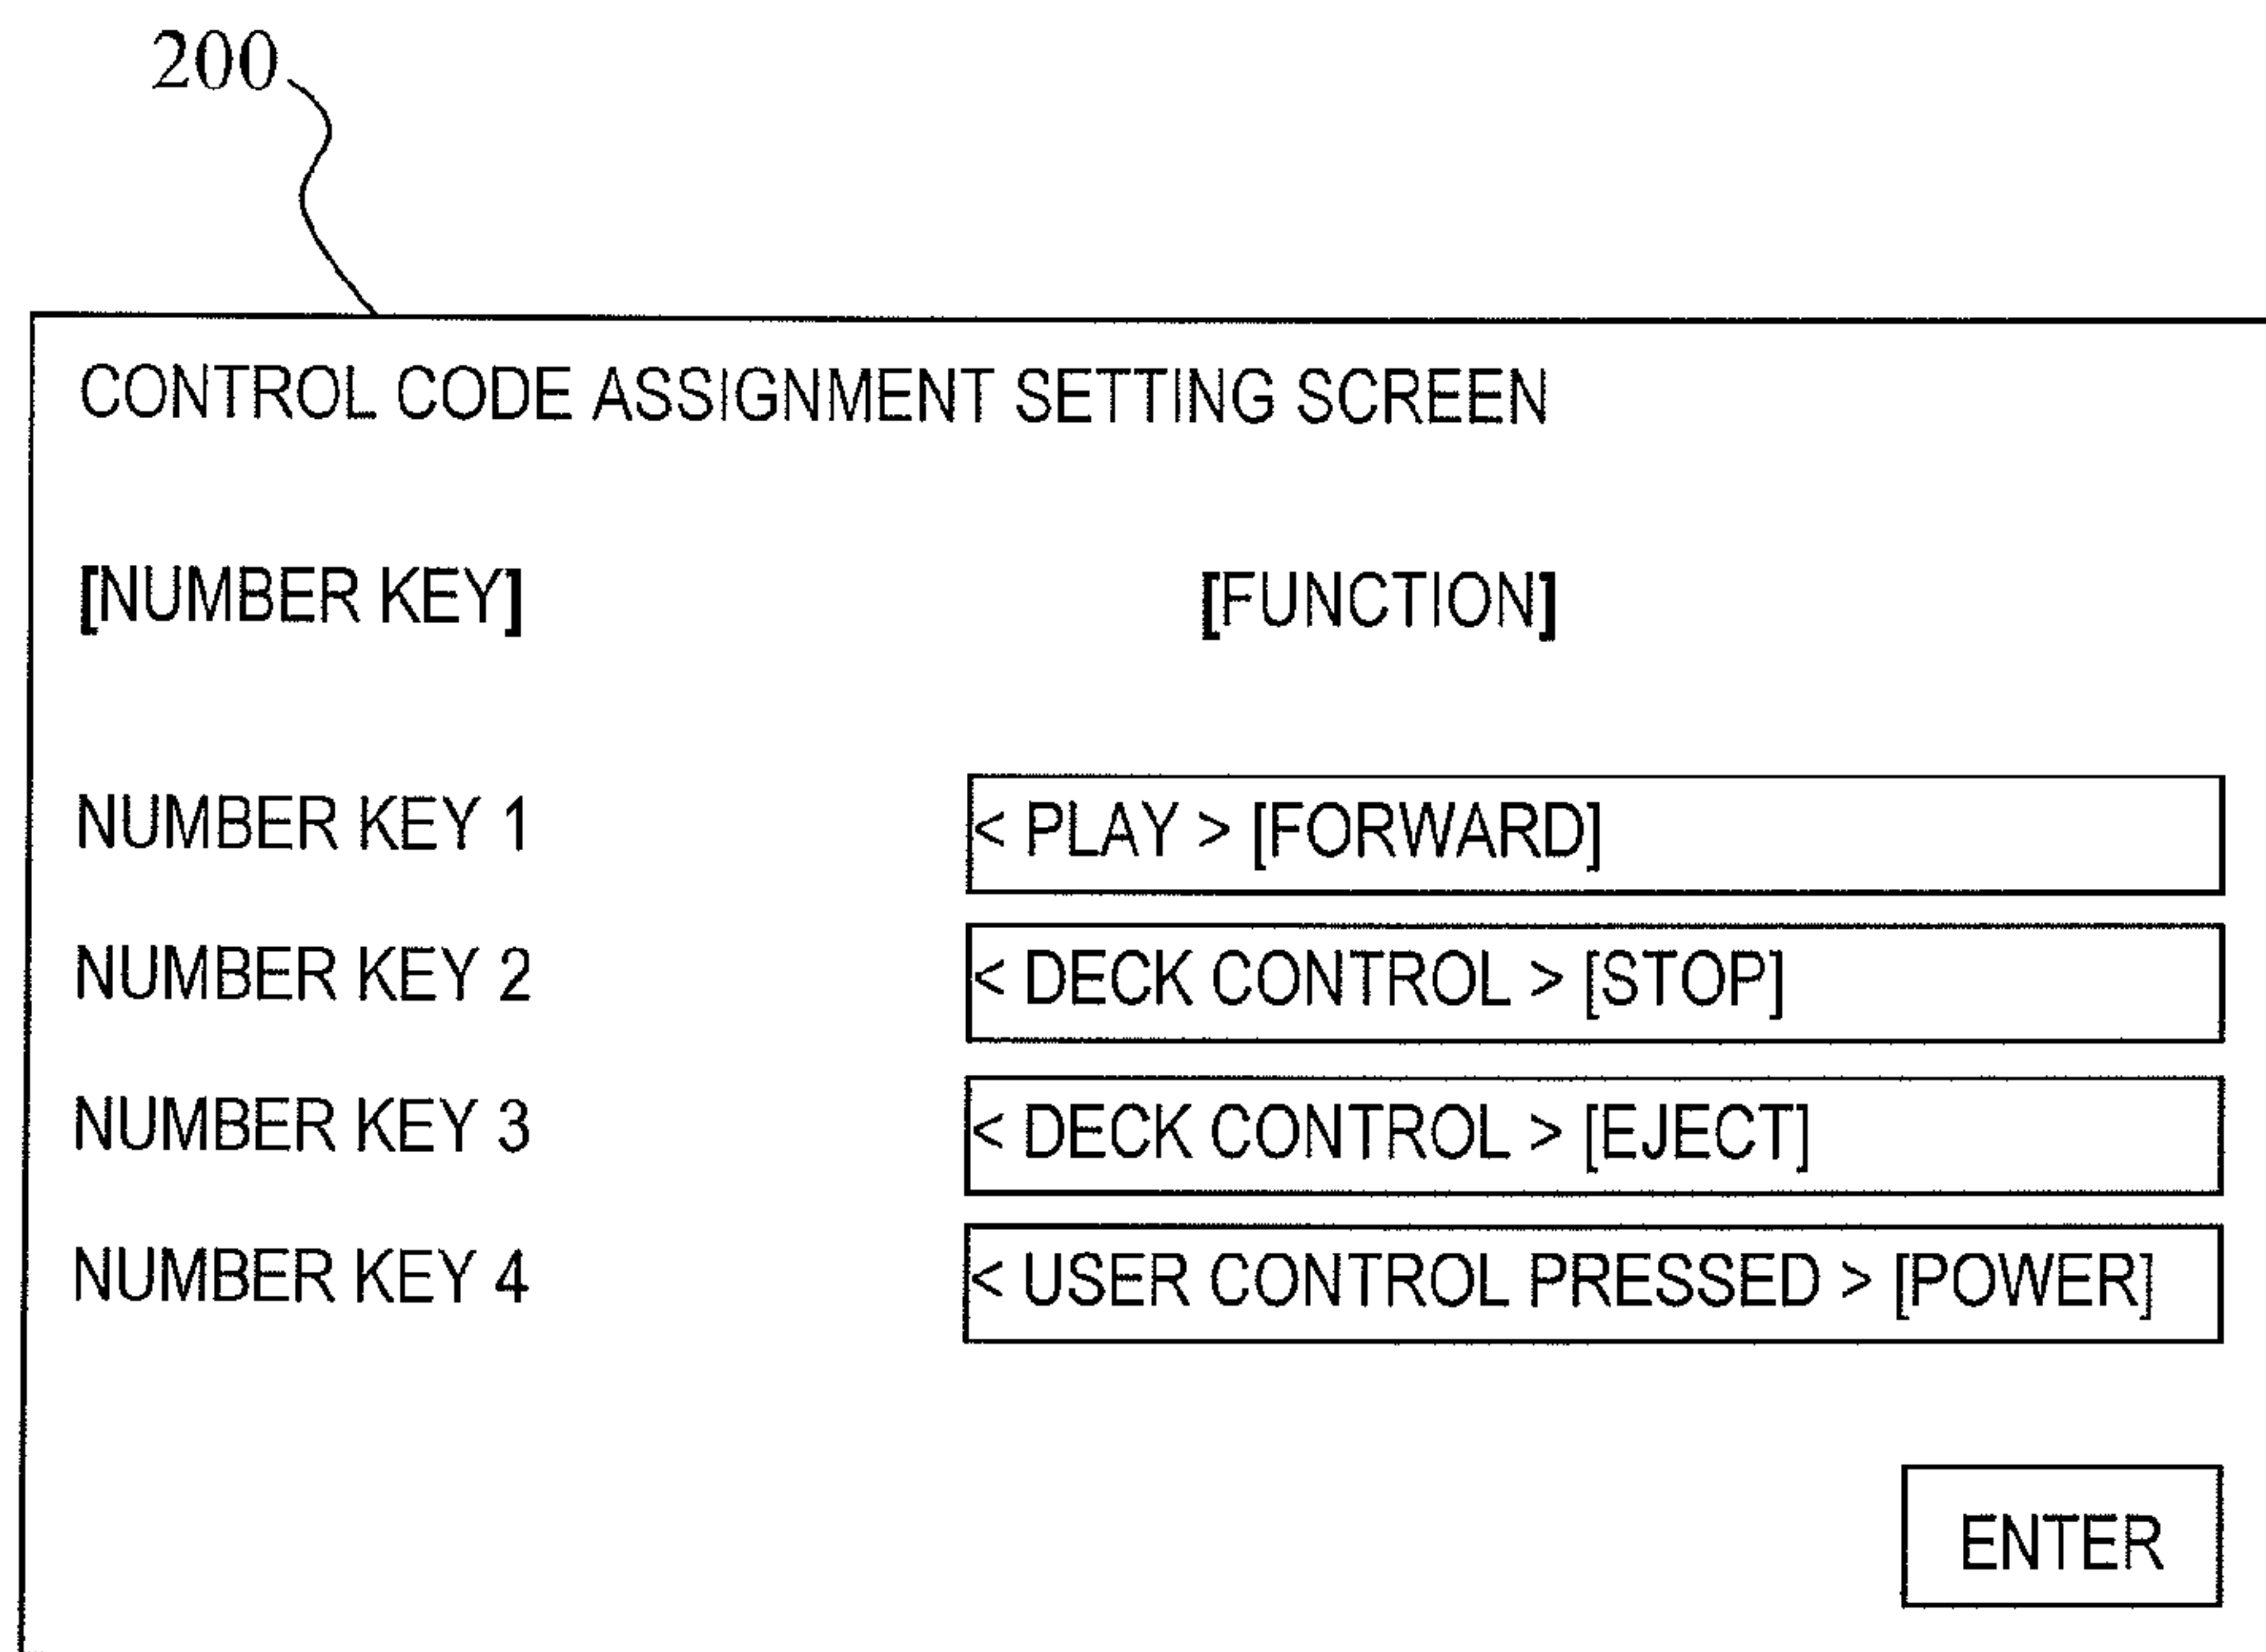 200
CONTROL CODE ASSIGNMENT SETTING SCREEN
[NUMBER KEY] [FUNCTION]
NUMBER KEY 1 < PLAY > [FORWARD]
NUMBER KEY 2 < DECK CONTROL > [STOP]
NUMBER KEY 3 < DECK CONTROL > [EJECT]
NUMBER KEY 4 < USER CONTROL PRESSED > [POWER]
ENTER